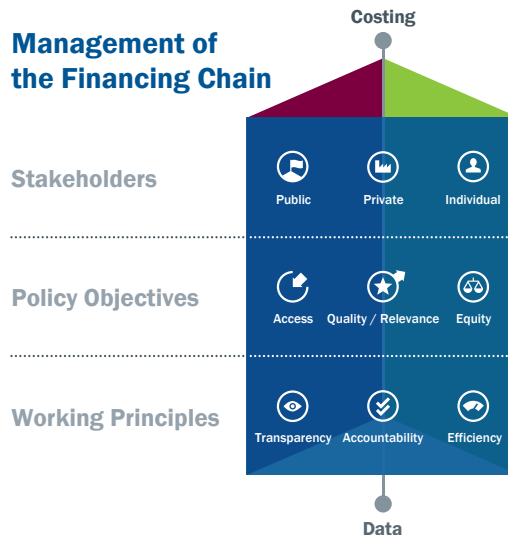 Costing
Management of
the Financing Chain
Stakeholders
Public Private Individual
Policy Objectives
Access Quality / Relevance Equity
Working Principles
Transparency Accountability Efficiency
Data